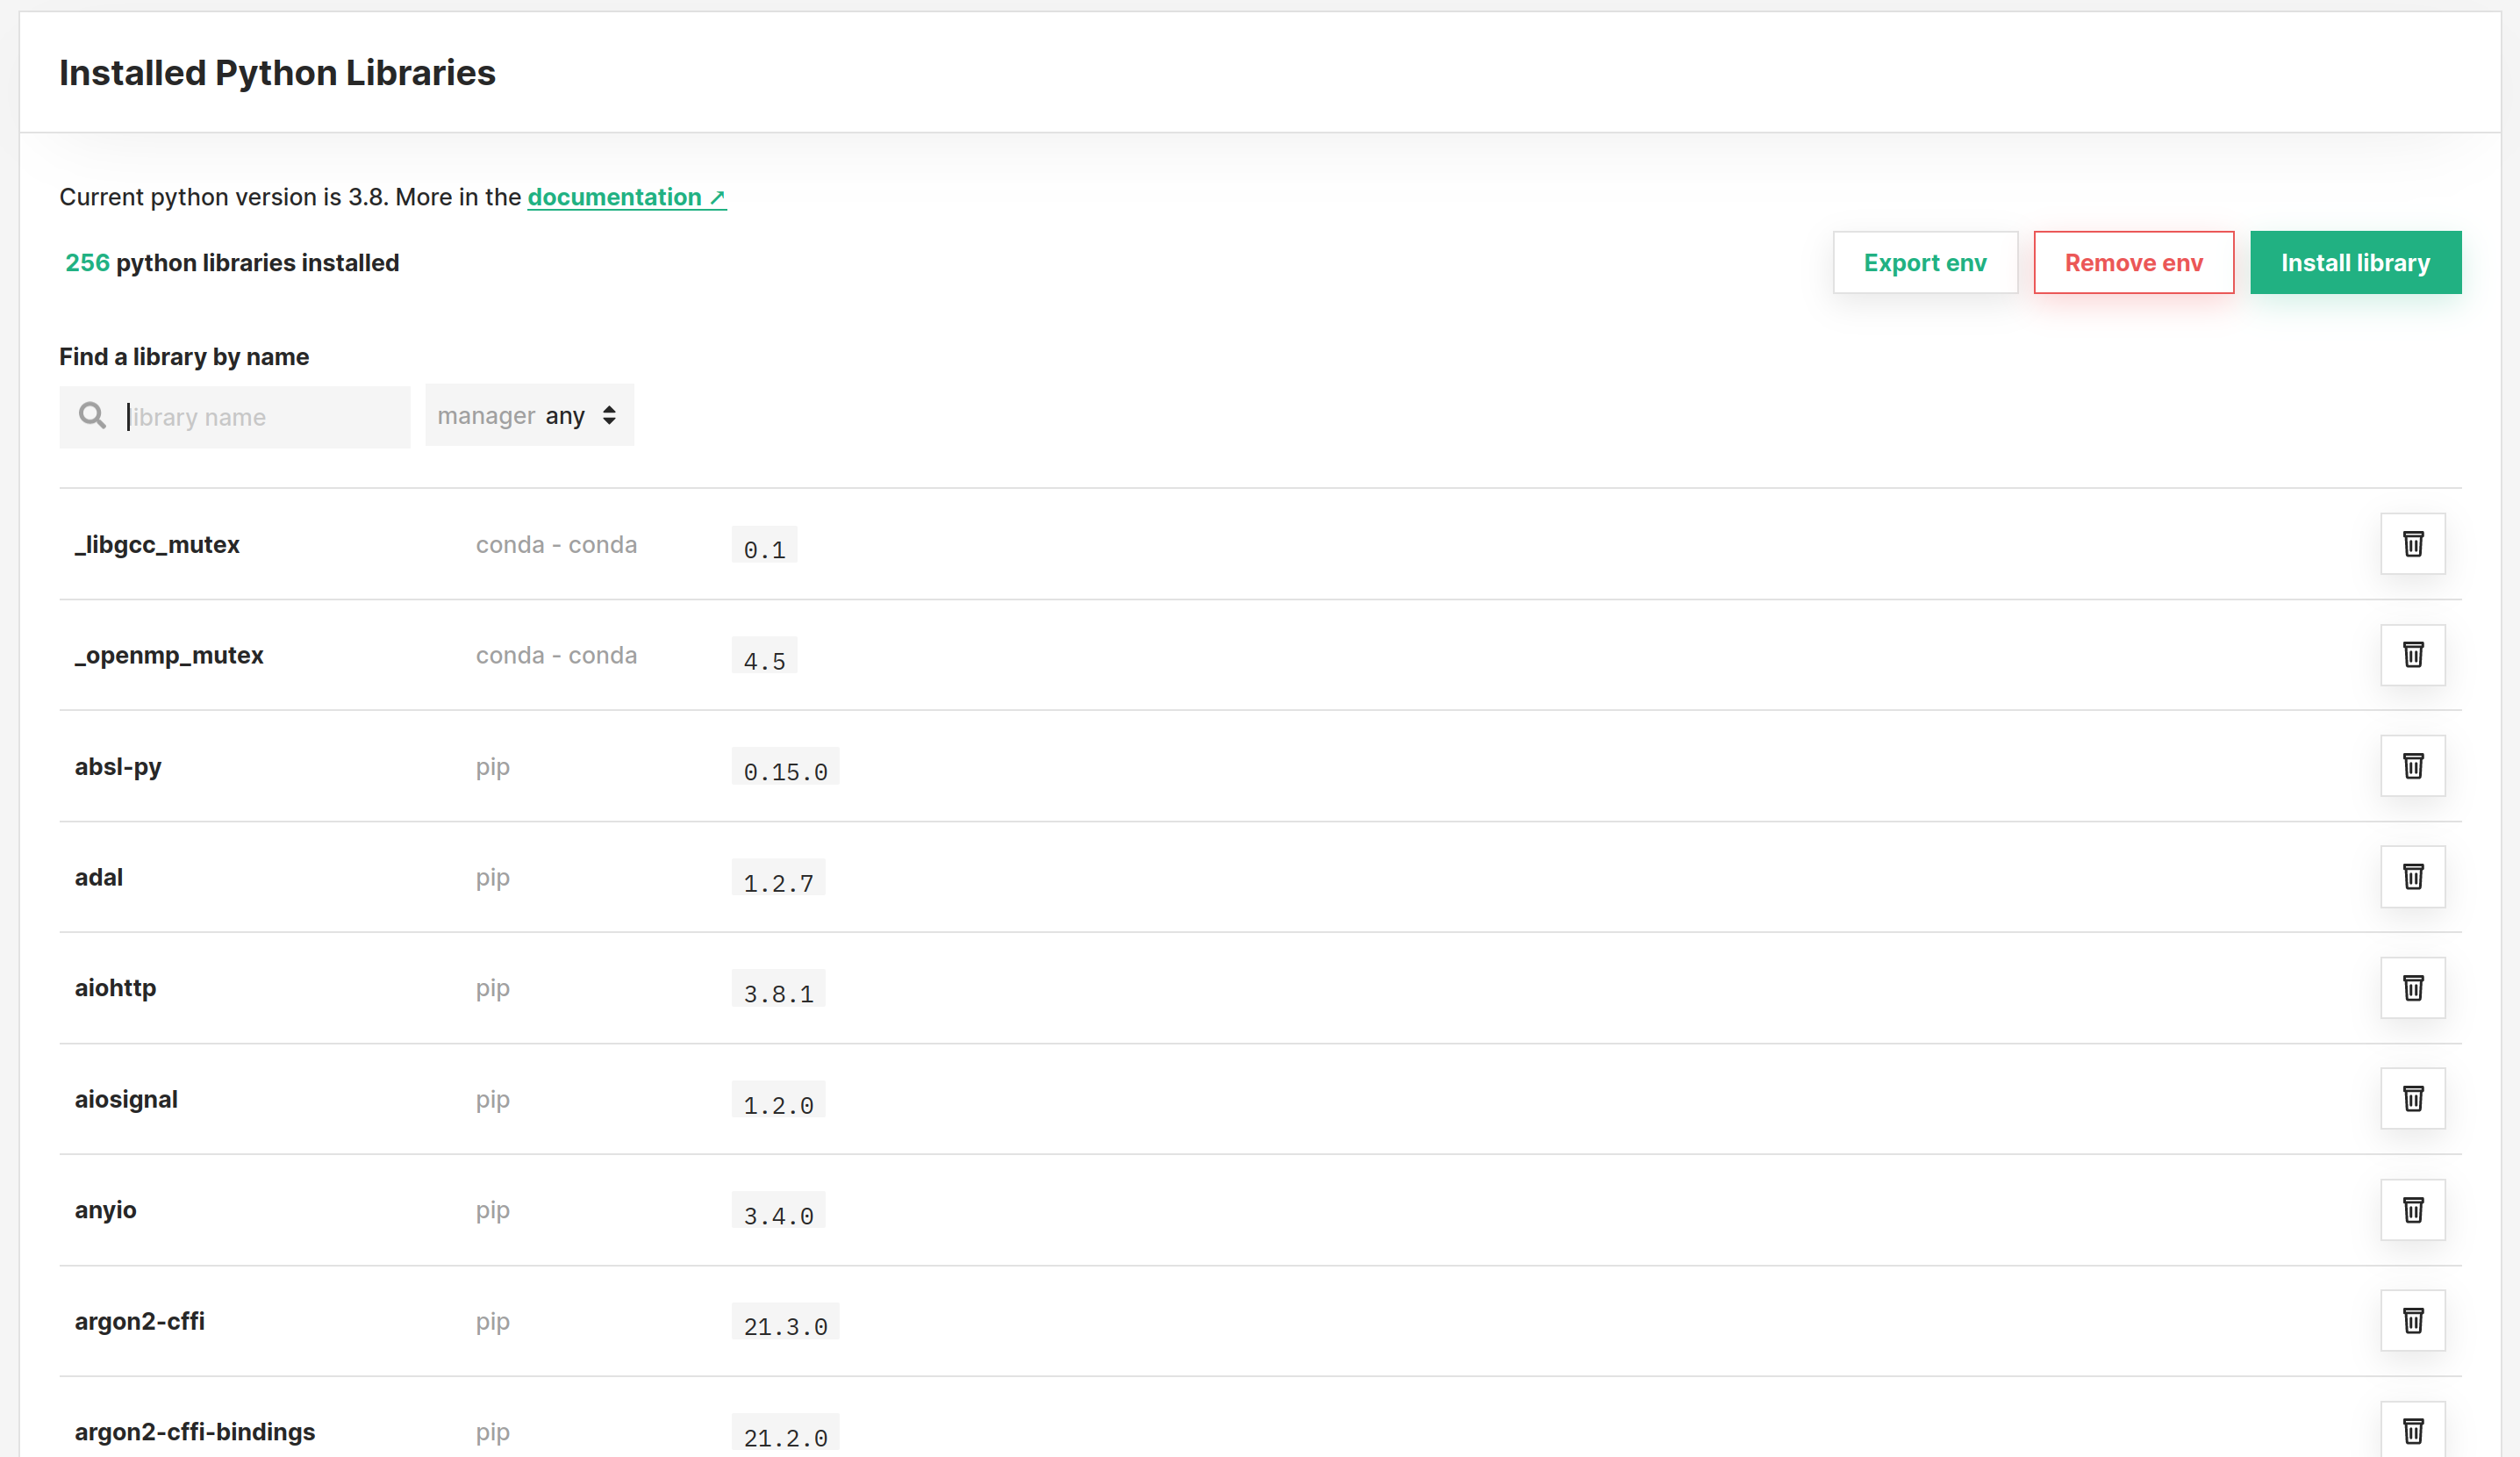 Installed Python Libraries
Current python version is 3.8. More in the documentation ↗
256 python libraries installed
Export env
Remove env
Install library
Find a library by name
library name
manager any
_libgcc_mutex conda - conda 0.1
_openmp_mutex conda - conda 4.5
absl-py pip 0.15.0
adal pip 1.2.7
aiohttp pip 3.8.1
aiosignal pip 1.2.0
anyio pip 3.4.0
argon2-cffi pip 21.3.0
argon2-cffi-bindings pip 21.2.0